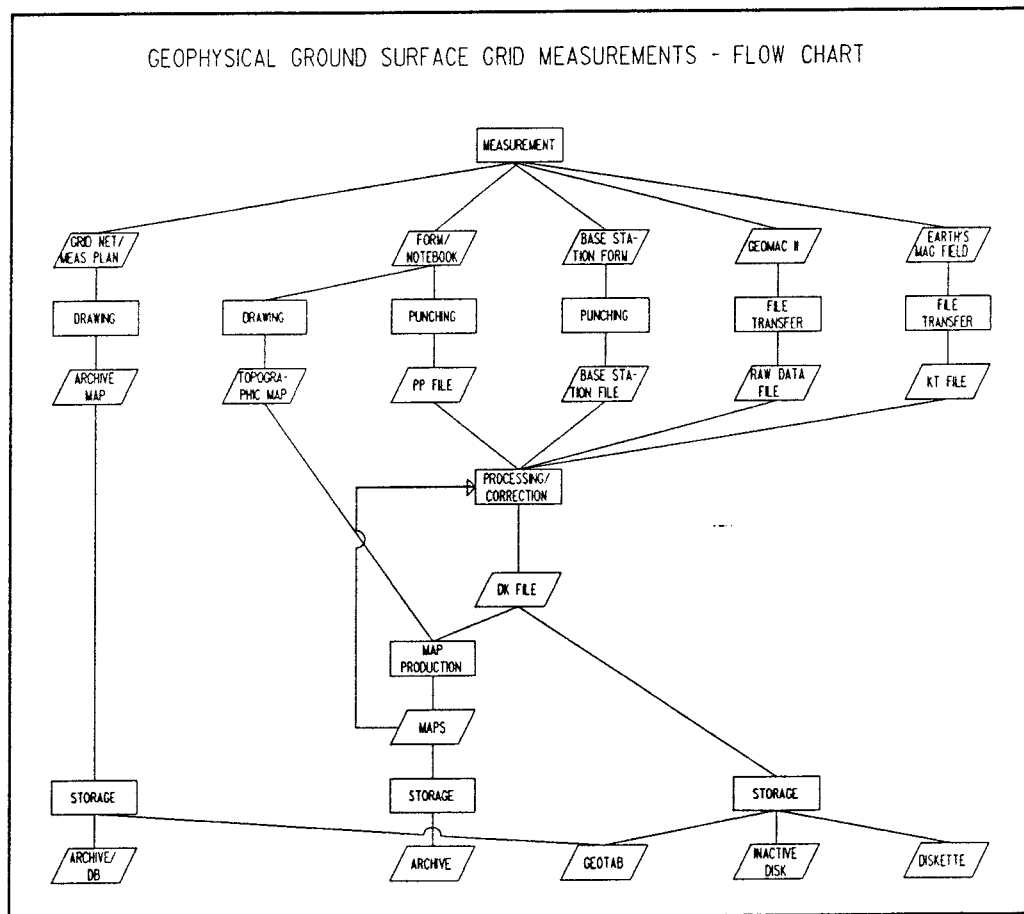 GEOPHYSICAL GROUND SURFACE GRID MEASUREMENTS - FLOW CHART
MEASUREMENT
GRID NET/
MEAS PLAN
FORM/
NOTEBOOK
BASE STA-
TION FORM
GEOMAC II
EARTH'S
MAG FIELD
DRAWING
DRAWING
PUNCHING
PUNCHING
FILE
TRANSFER
FILE
TRANSFER
ARCHIVE
MAP
TOPOGRA-
PHIC MAP
PP FILE
BASE STA-
TION FILE
RAW DATA
FILE
KT FILE
PROCESSING/
CORRECTION
DK FILE
MAP
PRODUCTION
MAPS
STORAGE
STORAGE
STORAGE
ARCHIVE/
DB
ARCHIVE
GEOTAB
INACTIVE
DISK
DISKETTE